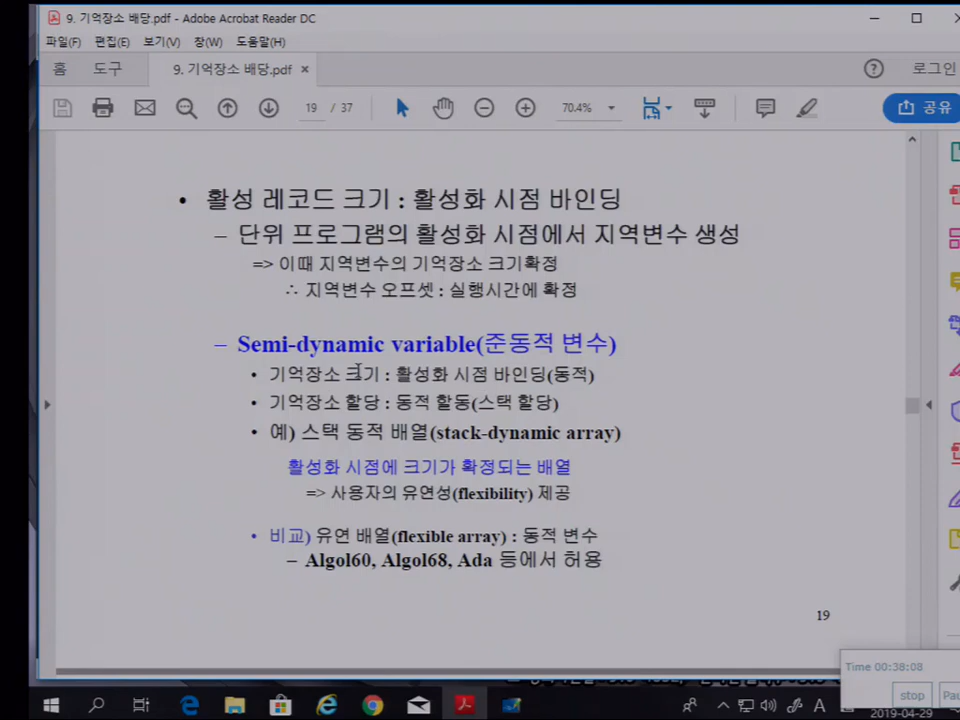 9. 기억장소 배당.pdf - Adobe Acrobat Reader DC
파일(F) 편집(E) 보기(V) 창(W) 도움말(H)
홈 도구 9. 기억장소 배당.pdf × 로그인
19 / 37 70.4% 공유
• 활성 레코드 크기 : 활성화 시점 바인딩
– 단위 프로그램의 활성화 시점에서 지역변수 생성
=> 이때 지역변수의 기억장소 크기확정
∴ 지역변수 오프셋 : 실행시간에 확정
– Semi-dynamic variable(준동적 변수)
• 기억장소 크기 : 활성화 시점 바인딩(동적)
• 기억장소 할당 : 동적 할동(스택 할당)
• 예) 스택 동적 배열(stack-dynamic array)
활성화 시점에 크기가 확정되는 배열
=> 사용자의 유연성(flexibility) 제공
• 비교) 유연 배열(flexible array) : 동적 변수
– Algol60, Algol68, Ada 등에서 허용
19
Time 00:38:08
stop Pau
A
2019-04-29